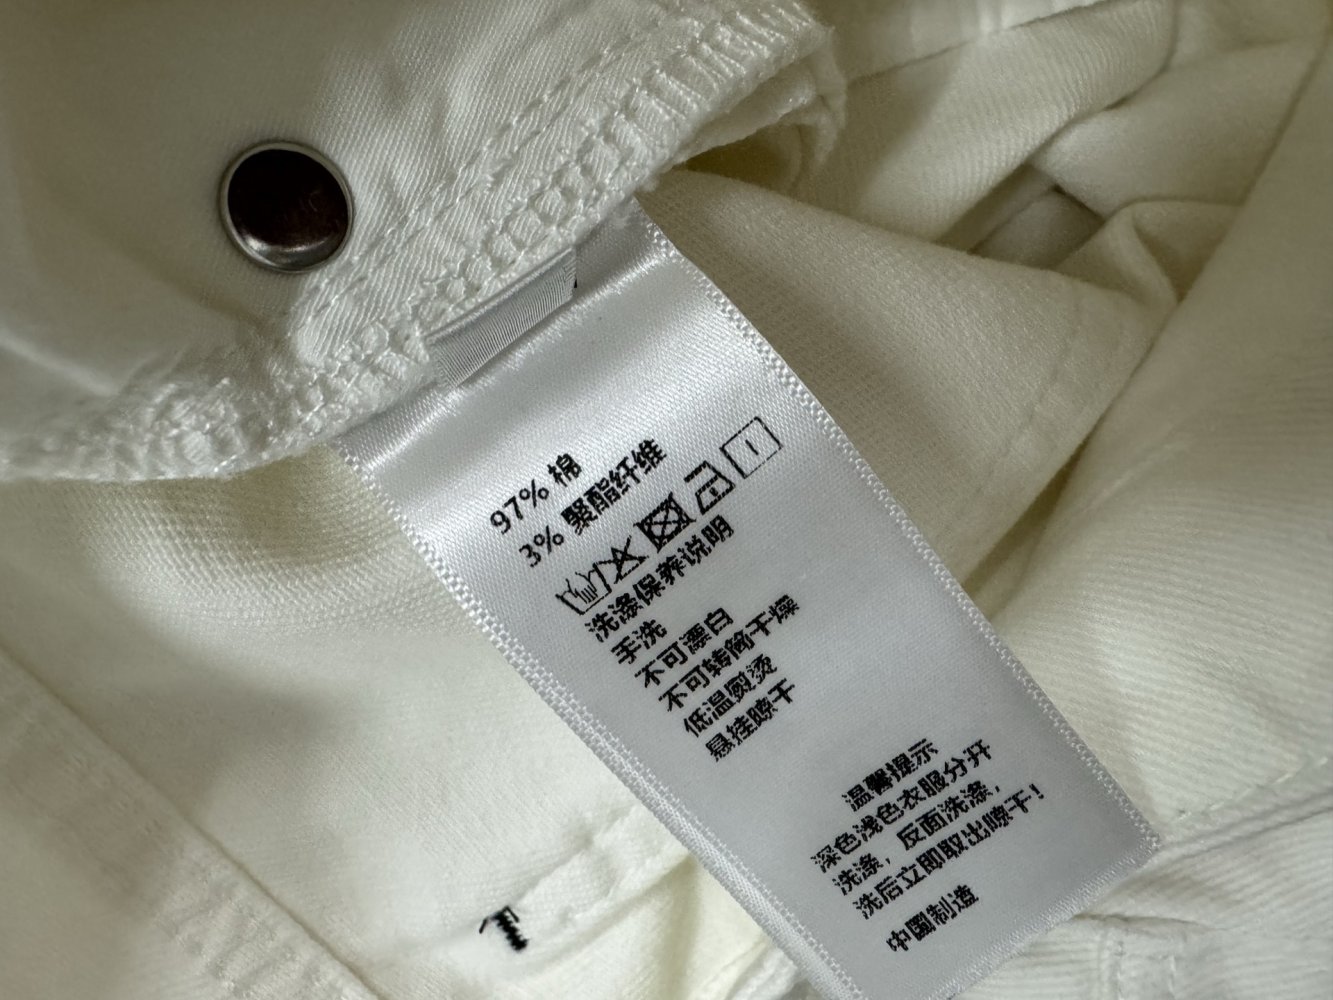 97% 棉
3% 聚酯纤维
洗涤保养说明
手洗
不可漂白
不可转筒干燥
低温熨烫
悬挂晾干
温馨提示
深色浅色衣服分开
洗涤，反面洗涤，
洗后立即取出晾干！
中国制造